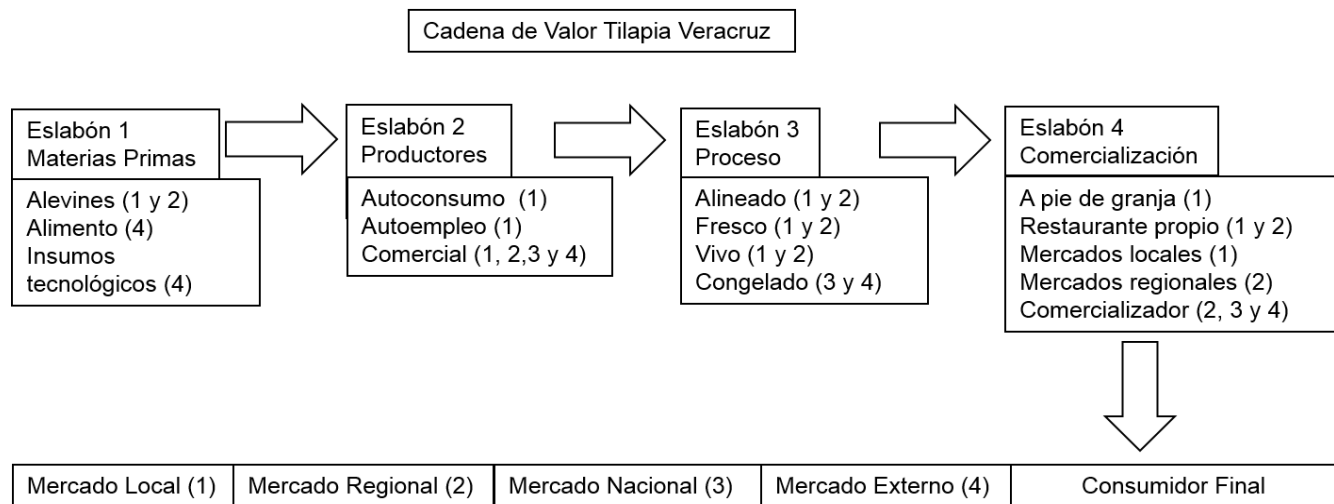 Cadena de Valor Tilapia Veracruz
Eslabón 1
Materias Primas
Alevines (1 y 2)
Alimento (4)
Insumos
tecnológicos (4)
Eslabón 2
Productores
Autoconsumo (1)
Autoempleo (1)
Comercial (1, 2,3 y 4)
Eslabón 3
Proceso
Alineado (1 y 2)
Fresco (1 y 2)
Vivo (1 y 2)
Congelado (3 y 4)
Eslabón 4
Comercialización
A pie de granja (1)
Restaurante propio (1 y 2)
Mercados locales (1)
Mercados regionales (2)
Comercializador (2, 3 y 4)
Mercado Local (1) Mercado Regional (2) Mercado Nacional (3) Mercado Externo (4) Consumidor Final